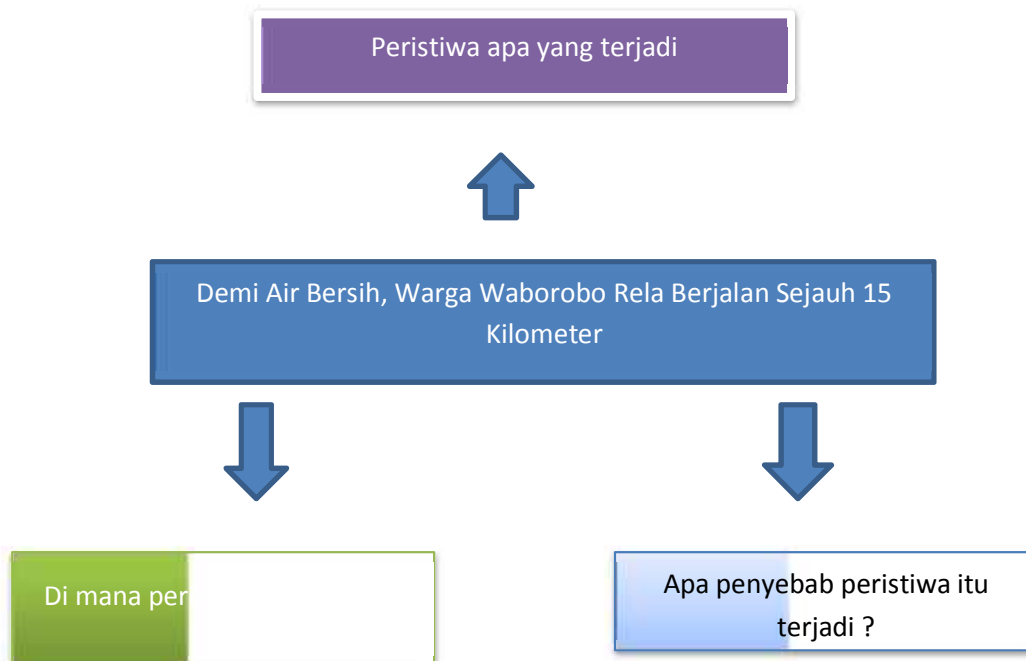 Peristiwa apa yang terjadi
Demi Air Bersih, Warga Waborobo Rela Berjalan Sejauh 15
Kilometer
Di mana
Apa penyebab peristiwa itu
terjadi ?